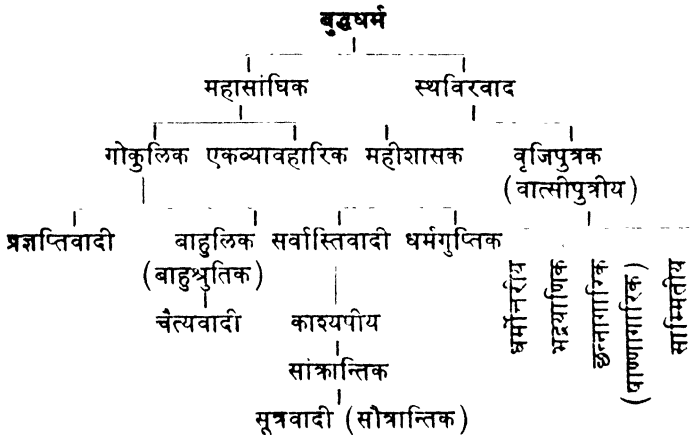 बुद्धधर्म
महासांघिक स्थविरवाद
गोकुलिक एकव्यावहारिक महीशासक वृजिपुत्रक
(वात्सीपुत्रीय)
प्रज्ञप्तिवादी बाहुलिक सर्वास्तिवादी धर्मगुप्तिक
(बाहुश्रुतिक)
चैत्यवादी काश्यपीय
सांक्रान्तिक
सूत्रवादी (सौत्रान्तिक)
धर्मोनरीय
भद्रयाणिक
छन्नागारिक
(षाण्णागारिक)
साम्मितीय